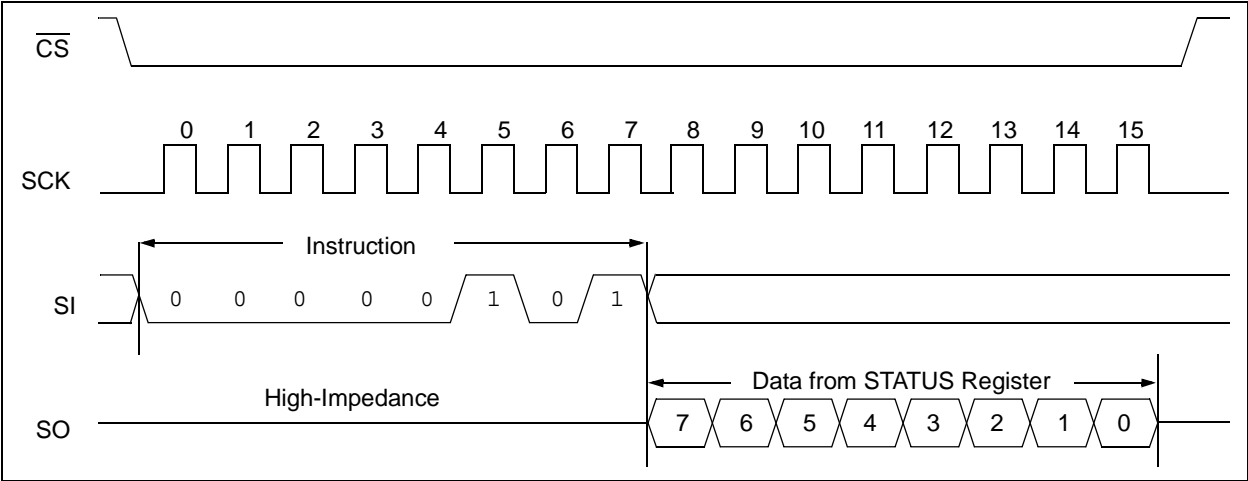 CS
0 1 2 3 4 5 6 7 8 9 10 11 12 13 14 15
SCK
Instruction
SI 0 0 0 0 0 1 0 1
Data from STATUS Register
High-Impedance
SO 7 6 5 4 3 2 1 0